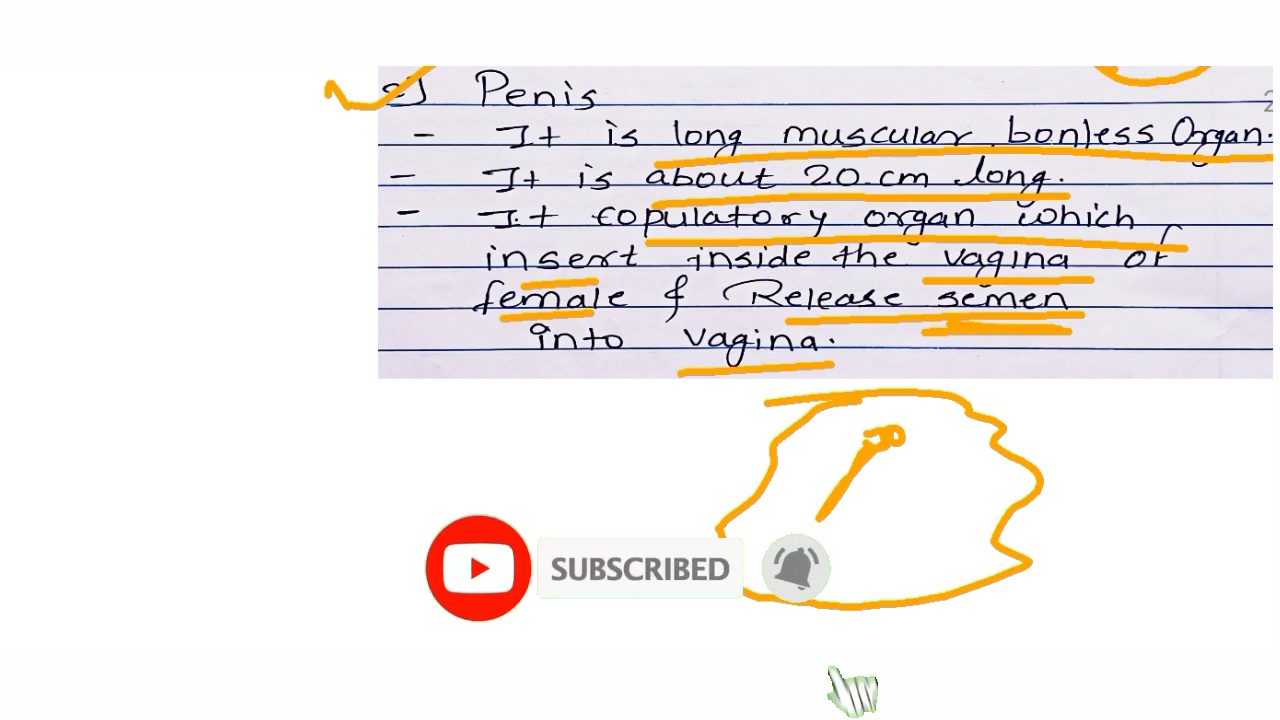 Penis
- It is long muscular bonless Organ.
- It is about 20 cm long.
- It copulatory organ which
insert inside the vagina of
female & Release semen
into vagina.
SUBSCRIBED